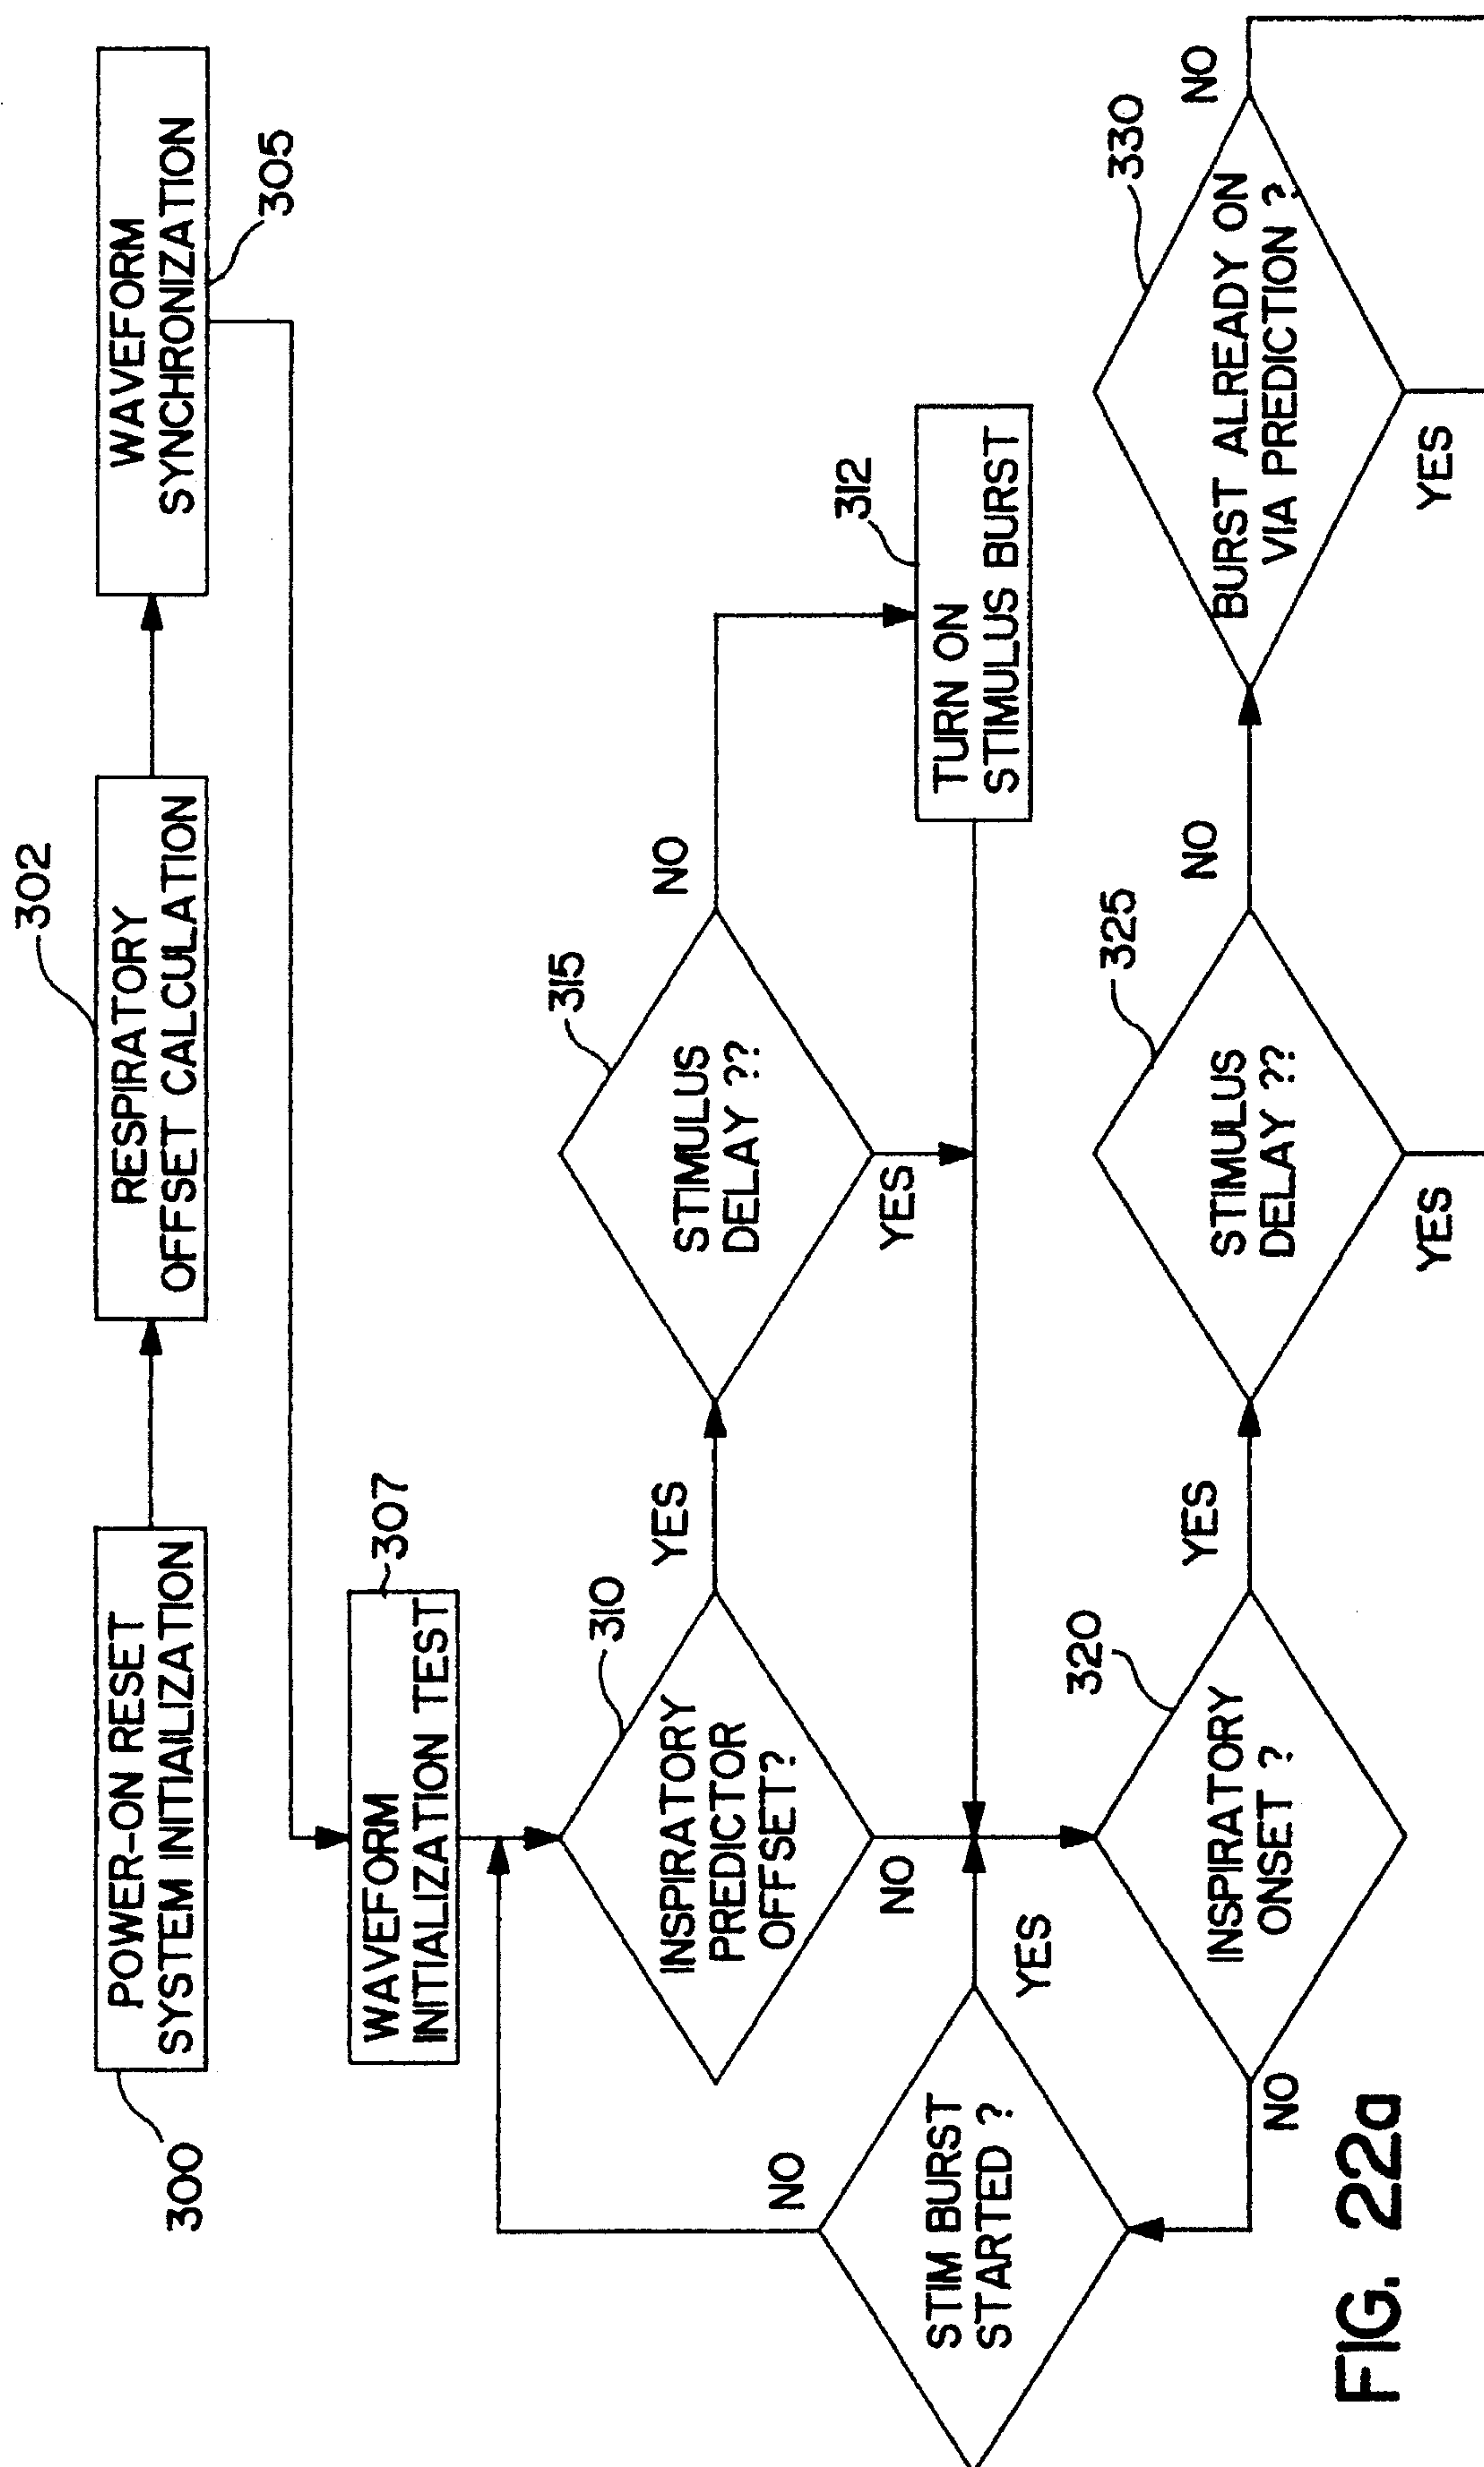 POWER-ON RESET
SYSTEM INITIALIZATION
300
RESPIRATORY
OFFSET CALCULATION
302
WAVEFORM
SYNCHRONIZATION
305
WAVEFORM
INITIALIZATION TEST
307
INSPIRATORY
PREDICTOR
OFFSET?
310
YES
NO
STIMULUS
DELAY ??
315
NO
YES
TURN ON
STIMULUS BURST
312
STIM BURST
STARTED ?
NO
YES
INSPIRATORY
ONSET ?
320
YES
NO
STIMULUS
DELAY ??
325
NO
YES
BURST ALREADY ON
VIA PREDICTION ?
330
NO
YES
FIG. 22a